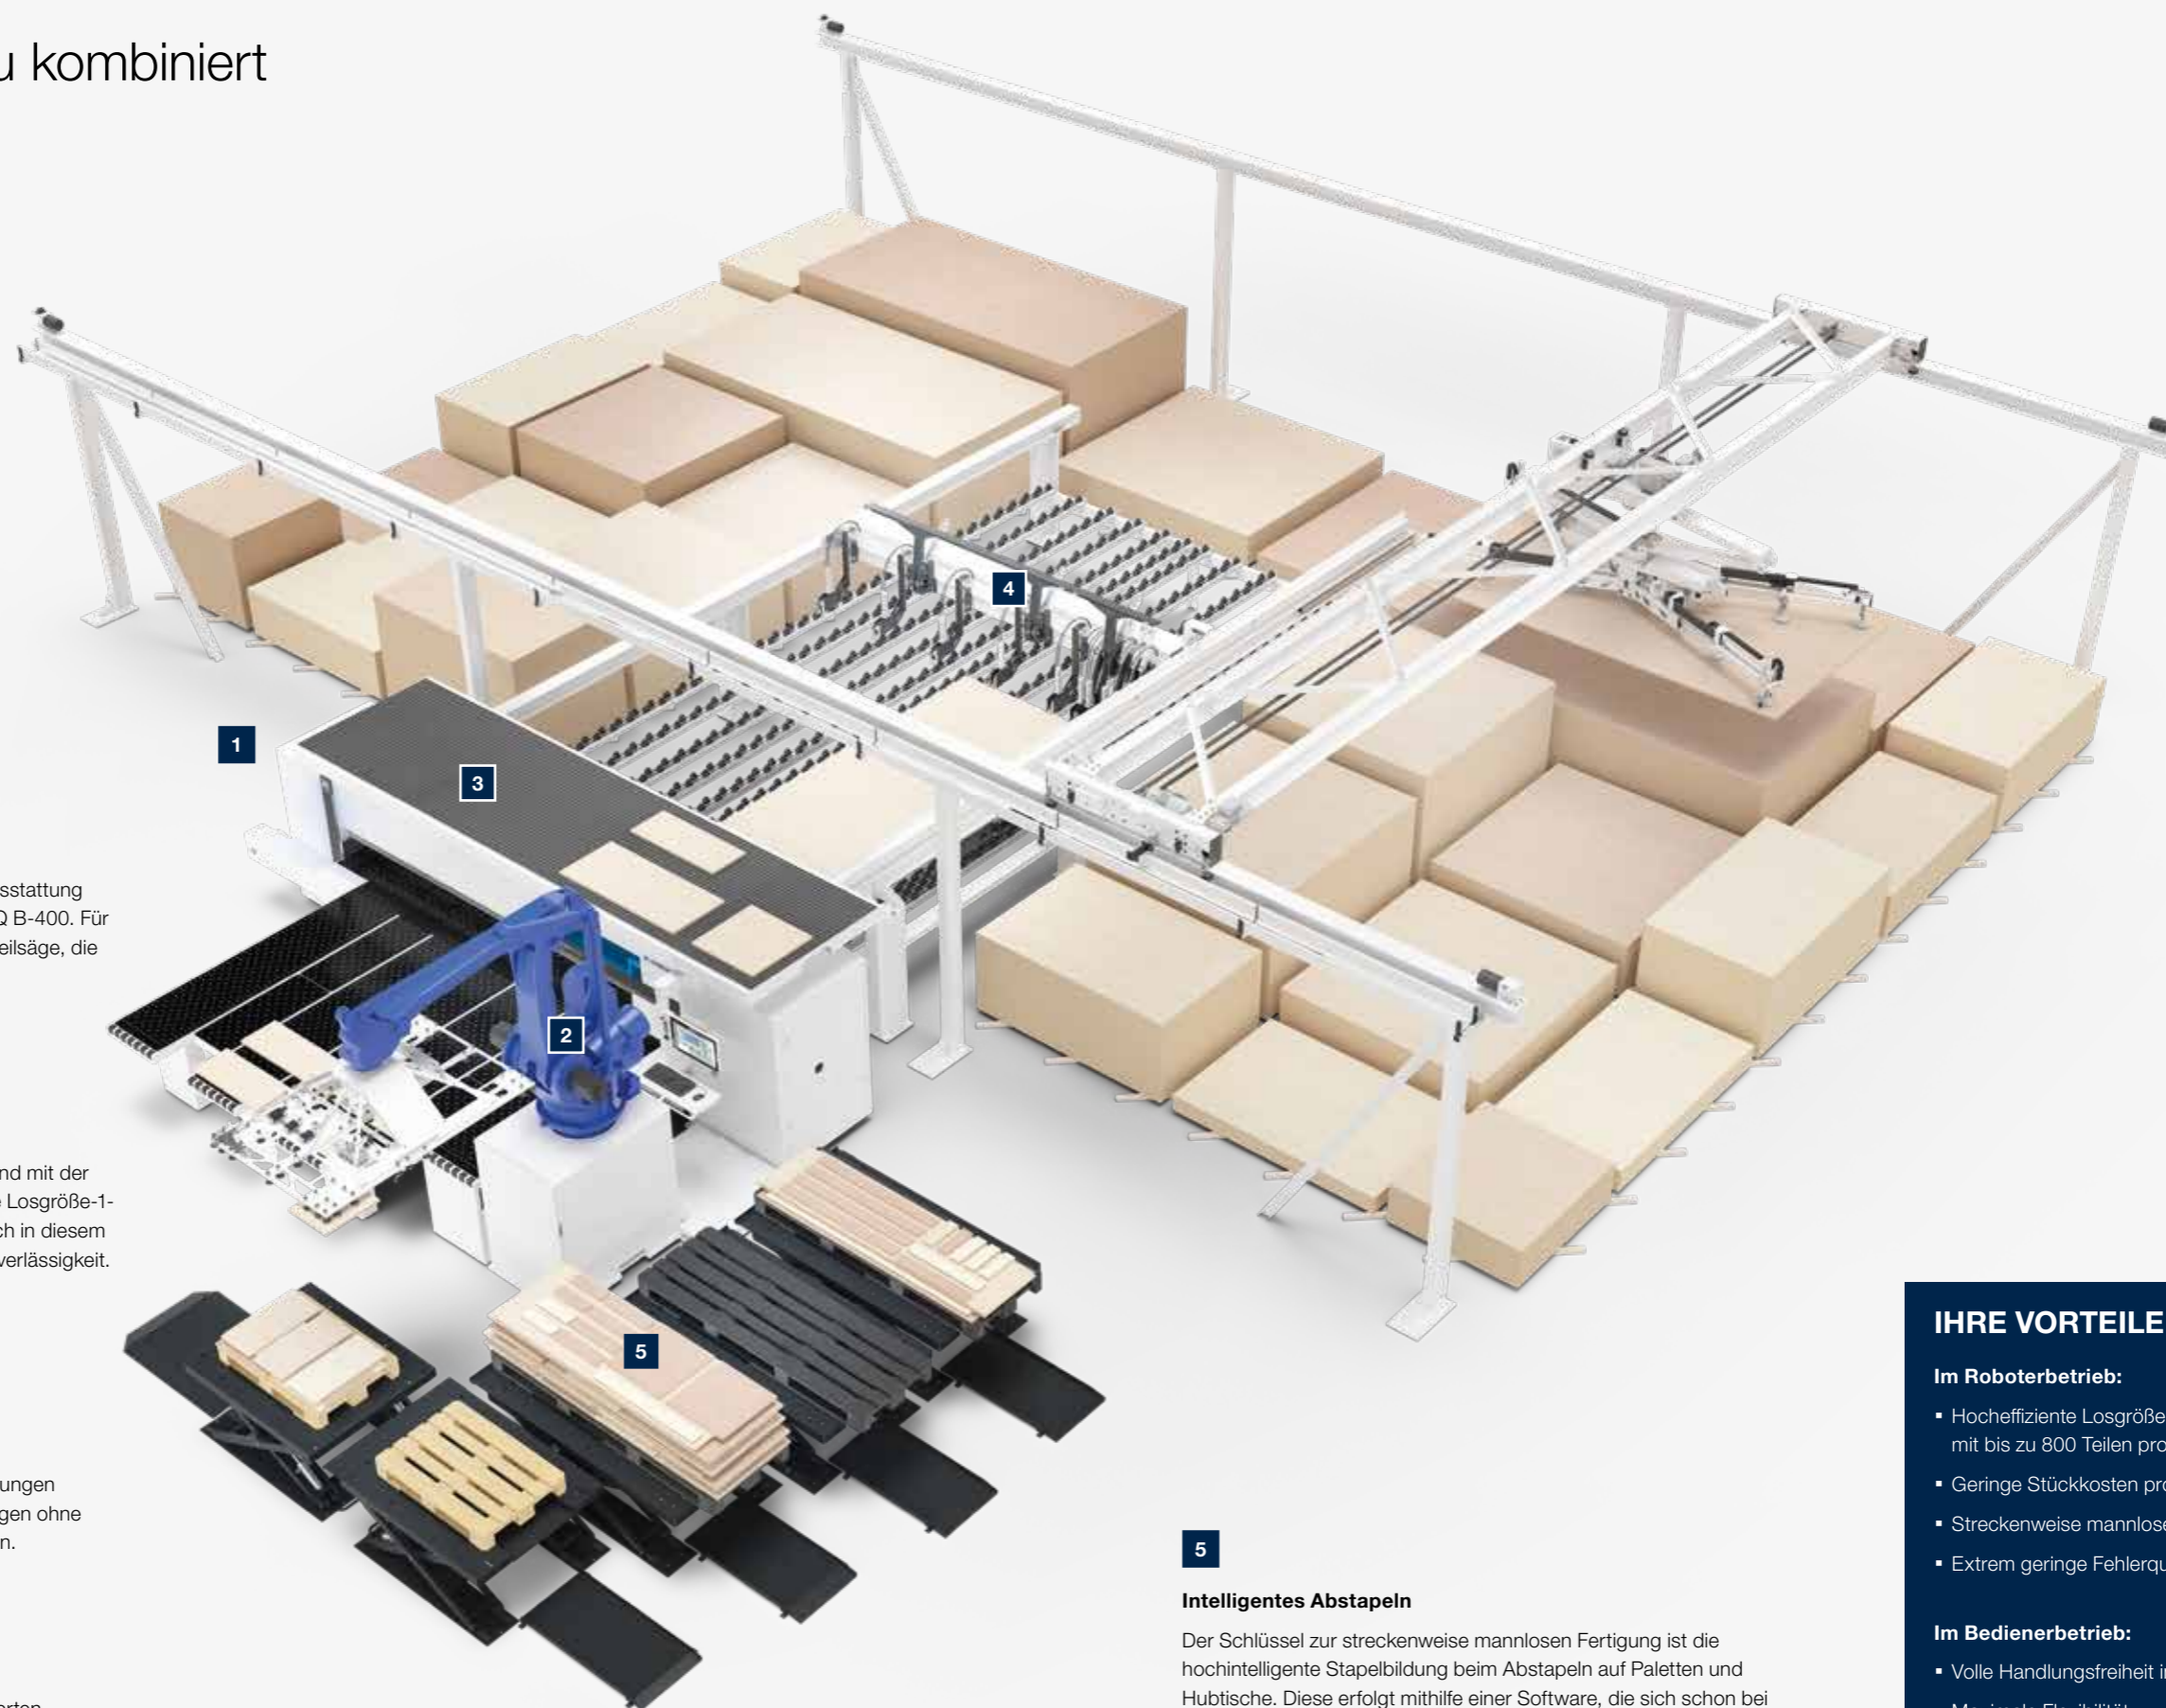 u kombiniert
4
1
3
sstattung
Q B-400. Für
eilsäge, die
2
nd mit der
e Losgröße-1-
ch in diesem
verlässigkeit.
5
ungen
gen ohne
n.
5
Intelligentes Abstapeln
Der Schlüssel zur streckenweise mannlosen Fertigung ist die
hochintelligente Stapelbildung beim Abstapeln auf Paletten und
Hubtische. Diese erfolgt mithilfe einer Software, die sich schon bei
IHRE VORTEILE
Im Roboterbetrieb:
▪ Hocheffiziente Losgröße
mit bis zu 800 Teilen pro
▪ Geringe Stückkosten pro
▪ Streckenweise mannlose
▪ Extrem geringe Fehlerqu
Im Bedienerbetrieb:
▪ Volle Handlungsfreiheit i